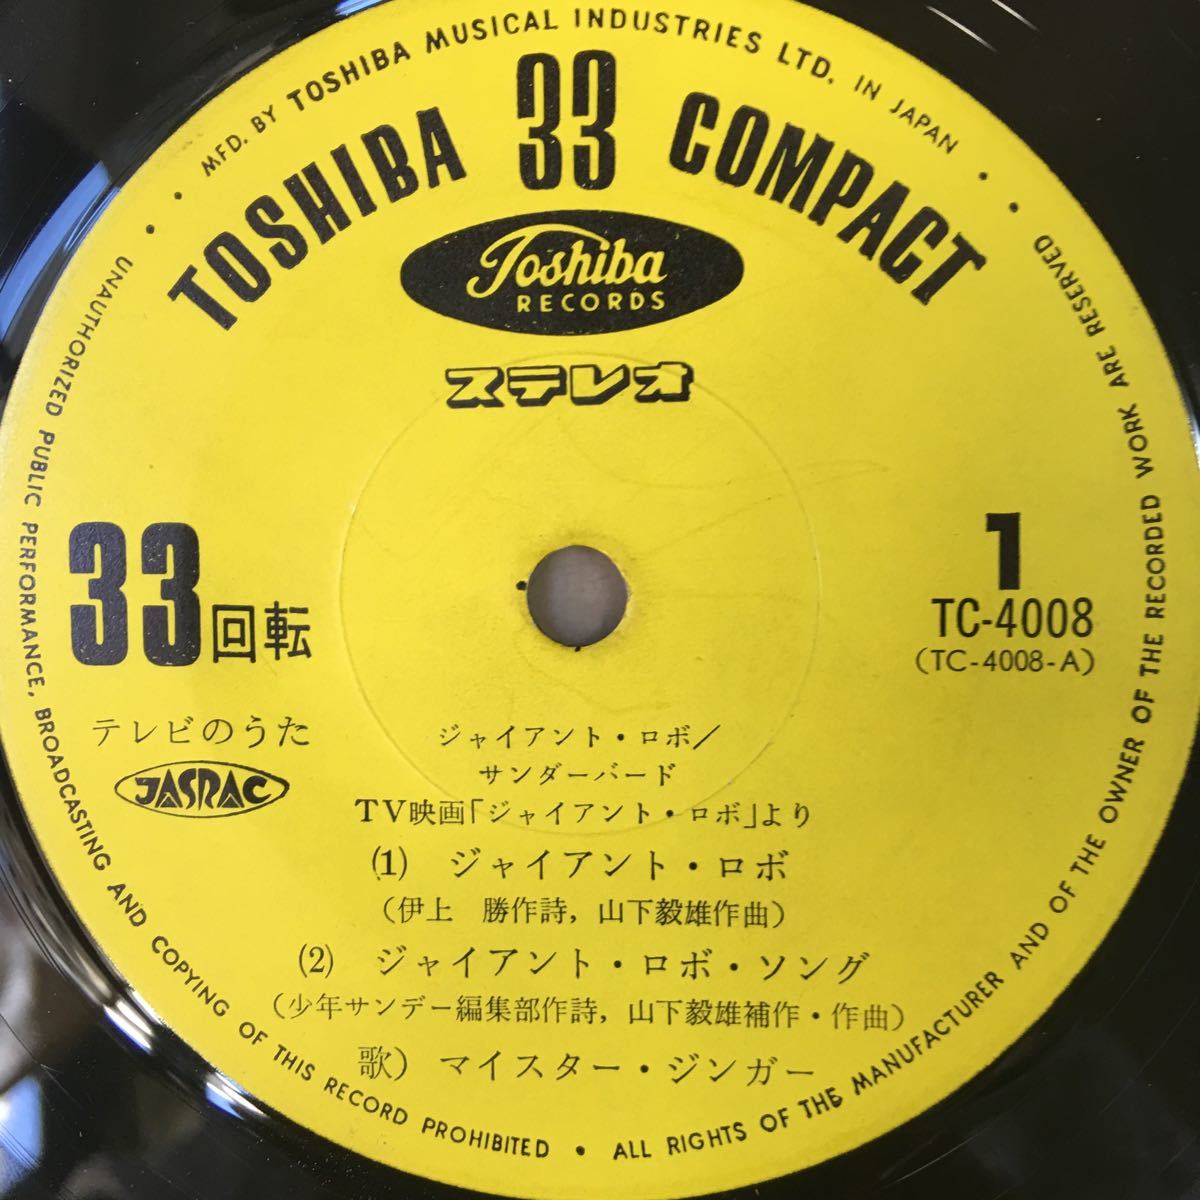 MFD. BY TOSHIBA MUSICAL INDUSTRIES LTD. IN JAPAN
TOSHIBA 33 COMPACT
Toshiba
RECORDS
ステレオ
33回転
1
TC-4008
(TC-4008-A)
テレビのうた
JASRAC
ジャイアント・ロボ/
サンダーバード
TV映画「ジャイアント・ロボ」より
(1) ジャイアント・ロボ
(伊上 勝作詩, 山下毅雄作曲)
(2) ジャイアント・ロボ・ソング
(少年サンデー編集部作詩, 山下毅雄補作・作曲)
歌) マイスター・ジンガー
UNAUTHORIZED PUBLIC PERFORMANCE, BROADCASTING AND COPYING OF THIS RECORD PROHIBITED • ALL RIGHTS OF THE MANUFACTURER AND OF THE OWNER OF THE RECORDED WORK ARE RESERVED